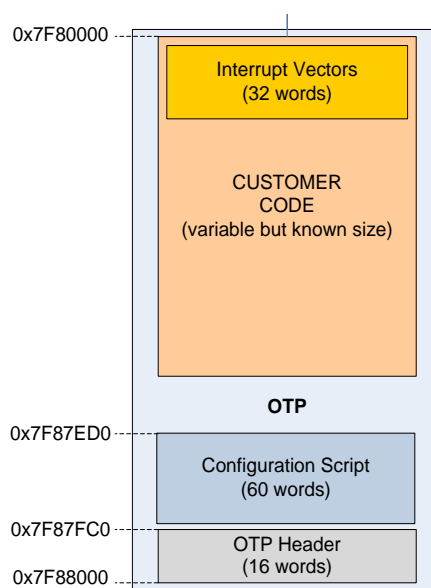 0x7F80000
Interrupt Vectors
(32 words)
CUSTOMER
CODE
(variable but known size)
OTP
0x7F87ED0
Configuration Script
(60 words)
0x7F87FC0
OTP Header
(16 words)
0x7F88000